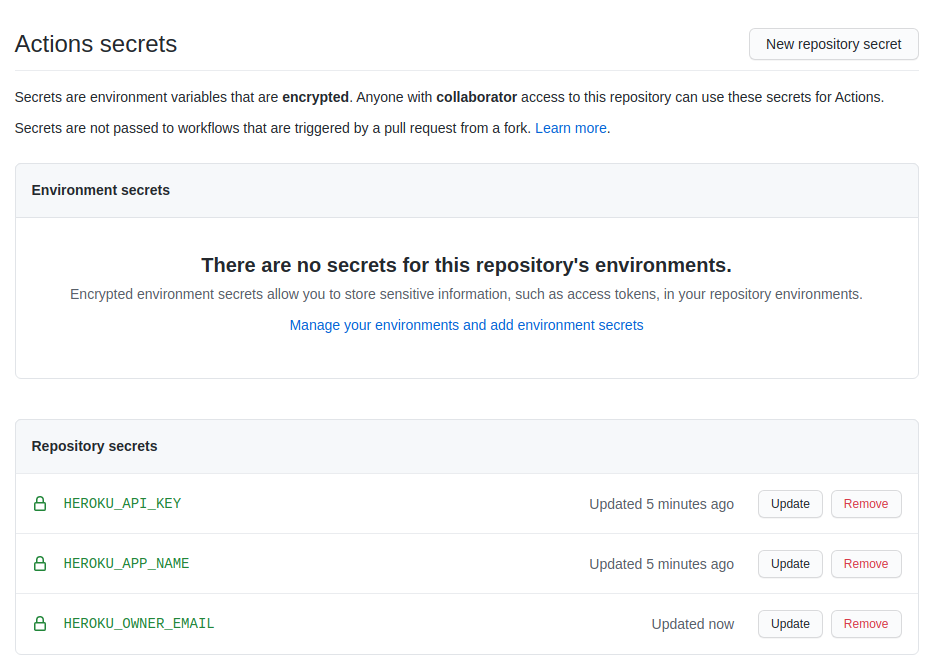 Actions secrets
New repository secret
Secrets are environment variables that are encrypted. Anyone with collaborator access to this repository can use these secrets for Actions.
Secrets are not passed to workflows that are triggered by a pull request from a fork. Learn more.
Environment secrets
There are no secrets for this repository's environments.
Encrypted environment secrets allow you to store sensitive information, such as access tokens, in your repository environments.
Manage your environments and add environment secrets
Repository secrets
HEROKU_API_KEY Updated 5 minutes ago Update Remove
HEROKU_APP_NAME Updated 5 minutes ago Update Remove
HEROKU_OWNER_EMAIL Updated now Update Remove